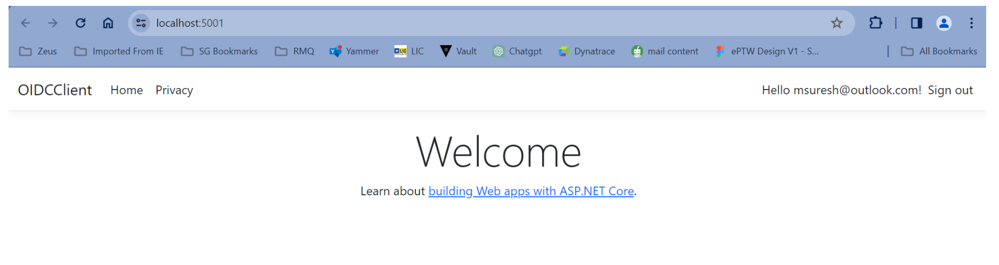 localhost:5001
Zeus Imported From IE SG Bookmarks RMQ Yammer LIC Vault Chatgpt Dynatrace mail content ePTW Design V1 - S... All Bookmarks
OIDCClient Home Privacy Hello msuresh@outlook.com! Sign out
Welcome
Learn about building Web apps with ASP.NET Core.